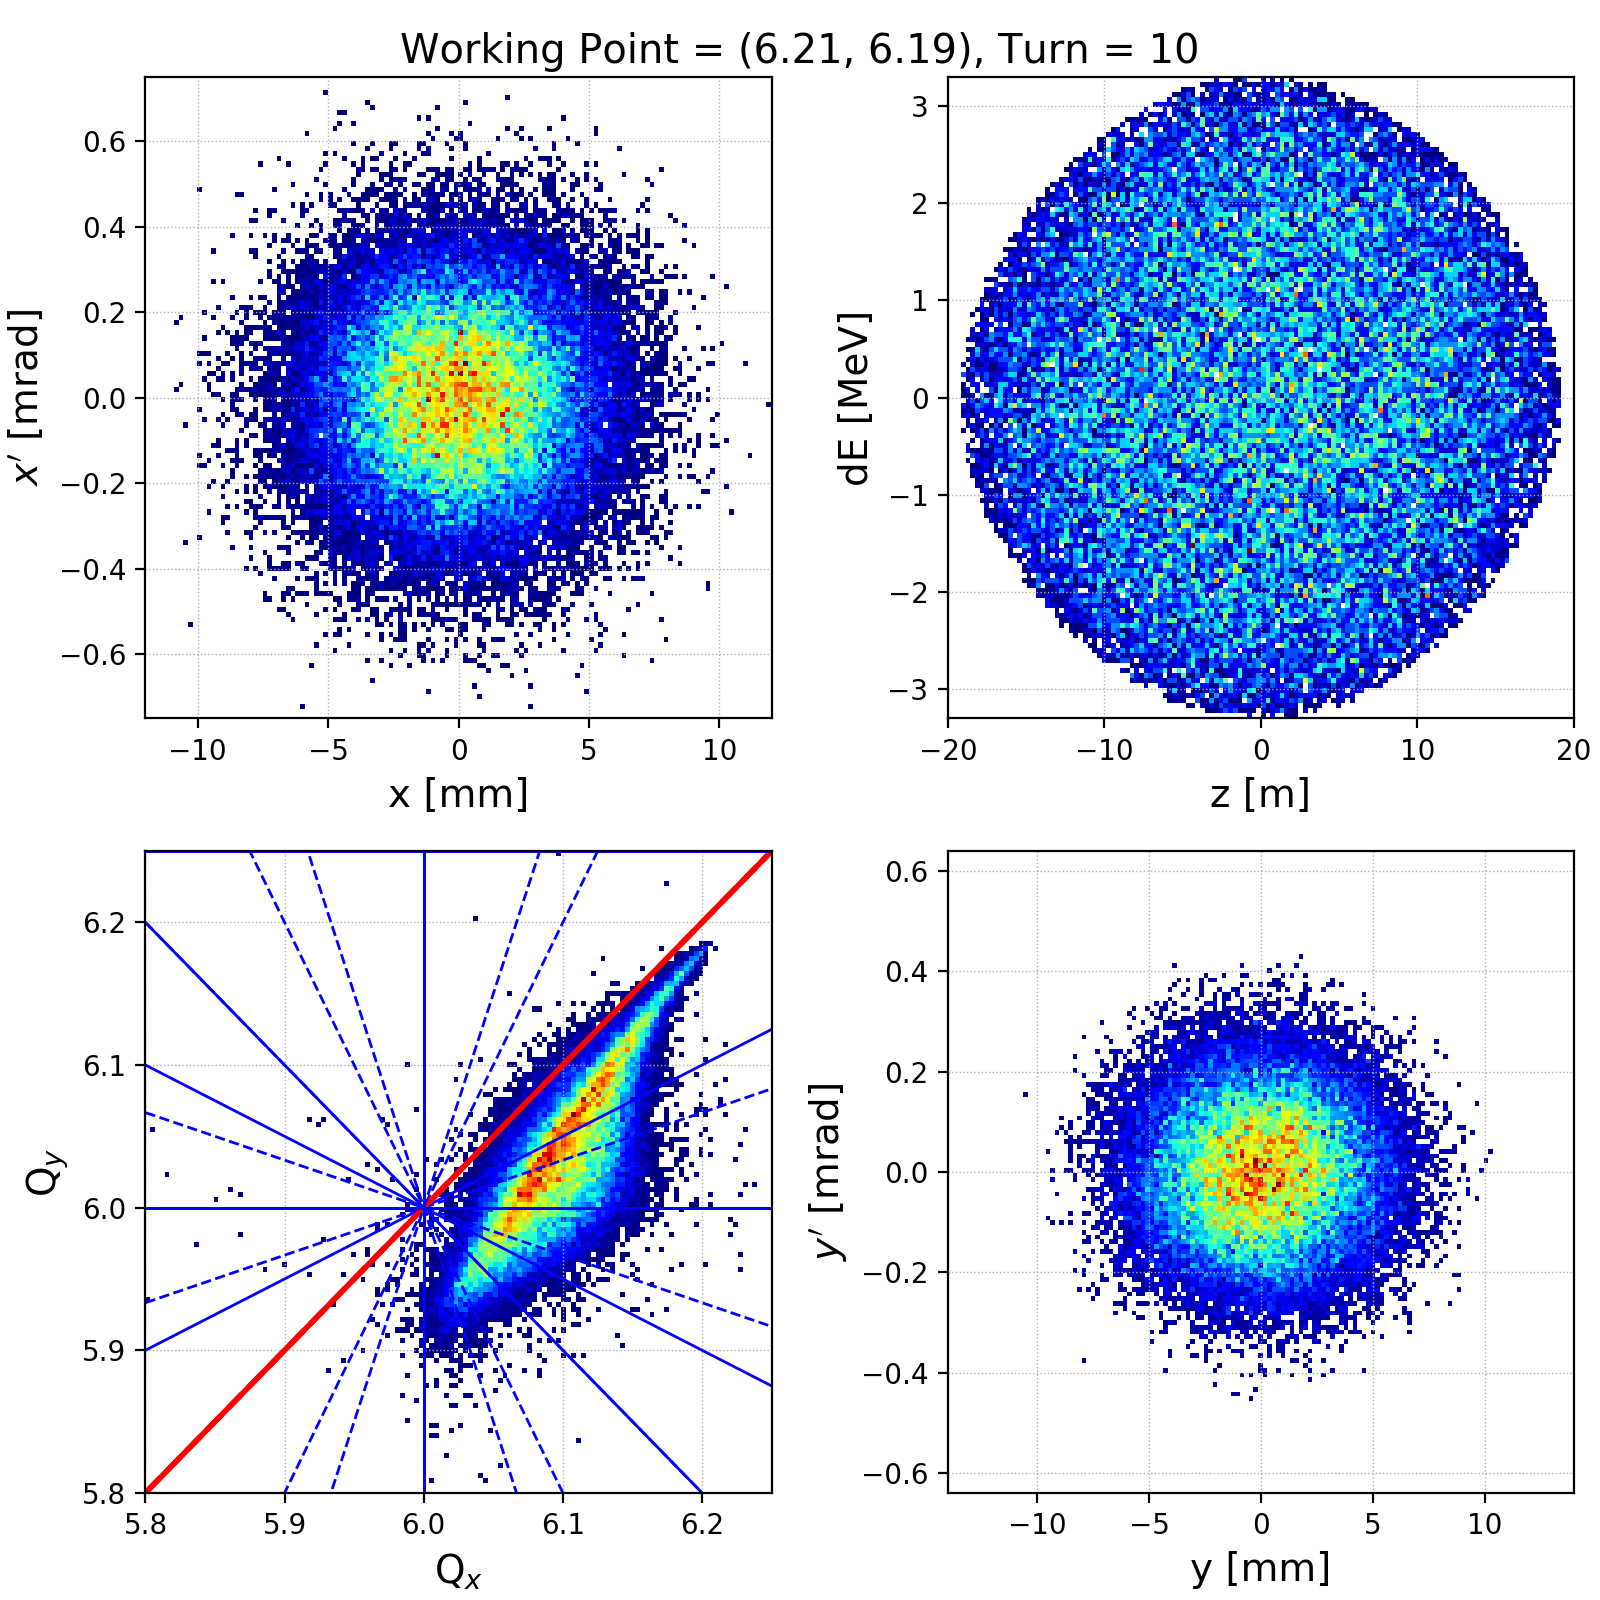 Working Point = (6.21, 6.19), Turn = 10
0.6
0.4
0.2
0.0
−0.2
−0.4
−0.6
x′ [mrad]
−10 −5 0 5 10
x [mm]
3
2
1
0
−1
−2
−3
dE [MeV]
−20 −10 0 10 20
z [m]
6.2
6.1
6.0
5.9
5.8
Qy
5.8 5.9 6.0 6.1 6.2
Qx
0.6
0.4
0.2
0.0
−0.2
−0.4
−0.6
y′ [mrad]
−10 −5 0 5 10
y [mm]